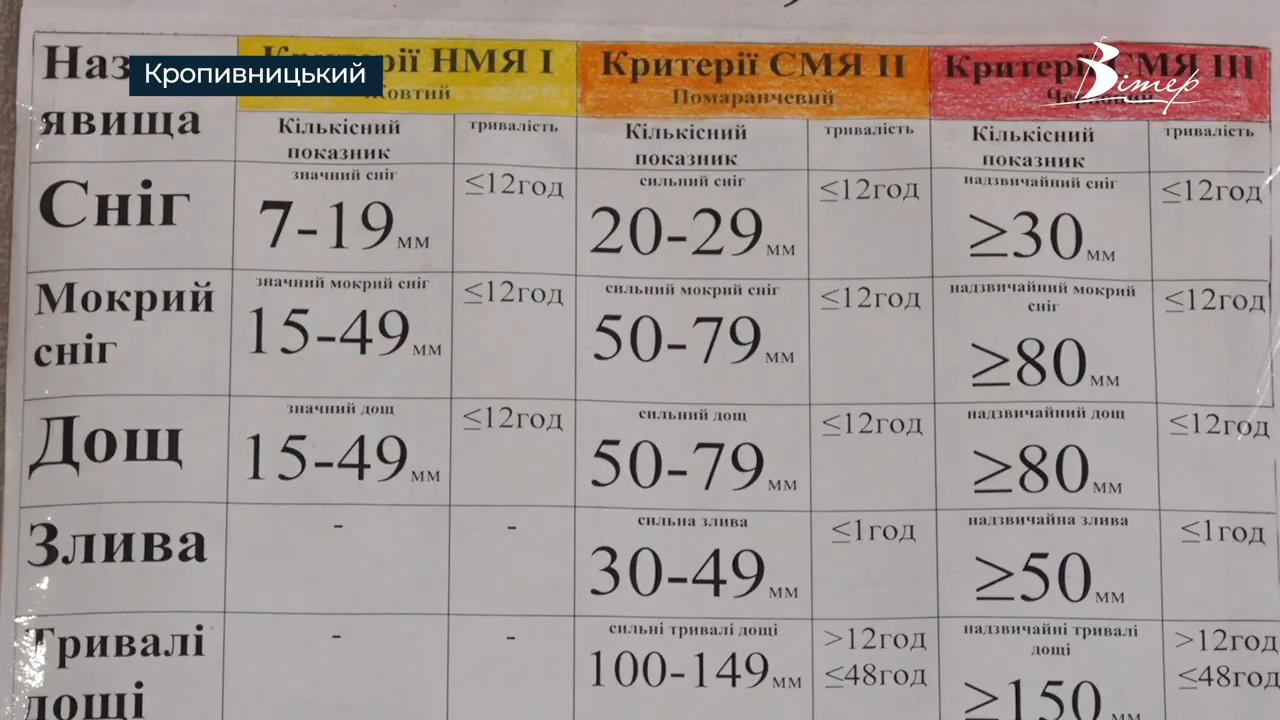 Кропивницький
Вітер
явища
НМЯ I
Критерії СМЯ II
Помаранчевий
СМЯ III
Кількісний показник
тривалість
Кількісний показник
тривалість
Кількісний показник
тривалість
Сніг
значний сніг
7-19мм
≤12год
сильний сніг
20-29мм
≤12год
надзвичайний сніг
≥30мм
≤12год
Мокрий сніг
значний мокрий сніг
15-49мм
≤12год
сильний мокрий сніг
50-79мм
≤12год
надзвичайний мокрий сніг
≥80мм
≤12год
Дощ
значний дощ
15-49мм
≤12год
сильний дощ
50-79мм
≤12год
надзвичайний дощ
≥80мм
≤12год
Злива
-
-
сильна злива
30-49мм
≤1год
надзвичайна злива
≥50мм
≤1год
Тривалі дощі
-
-
сильні тривалі дощі
100-149мм
>12год
≤48год
надзвичайні тривалі дощі
≥150мм
>12год
≤48год